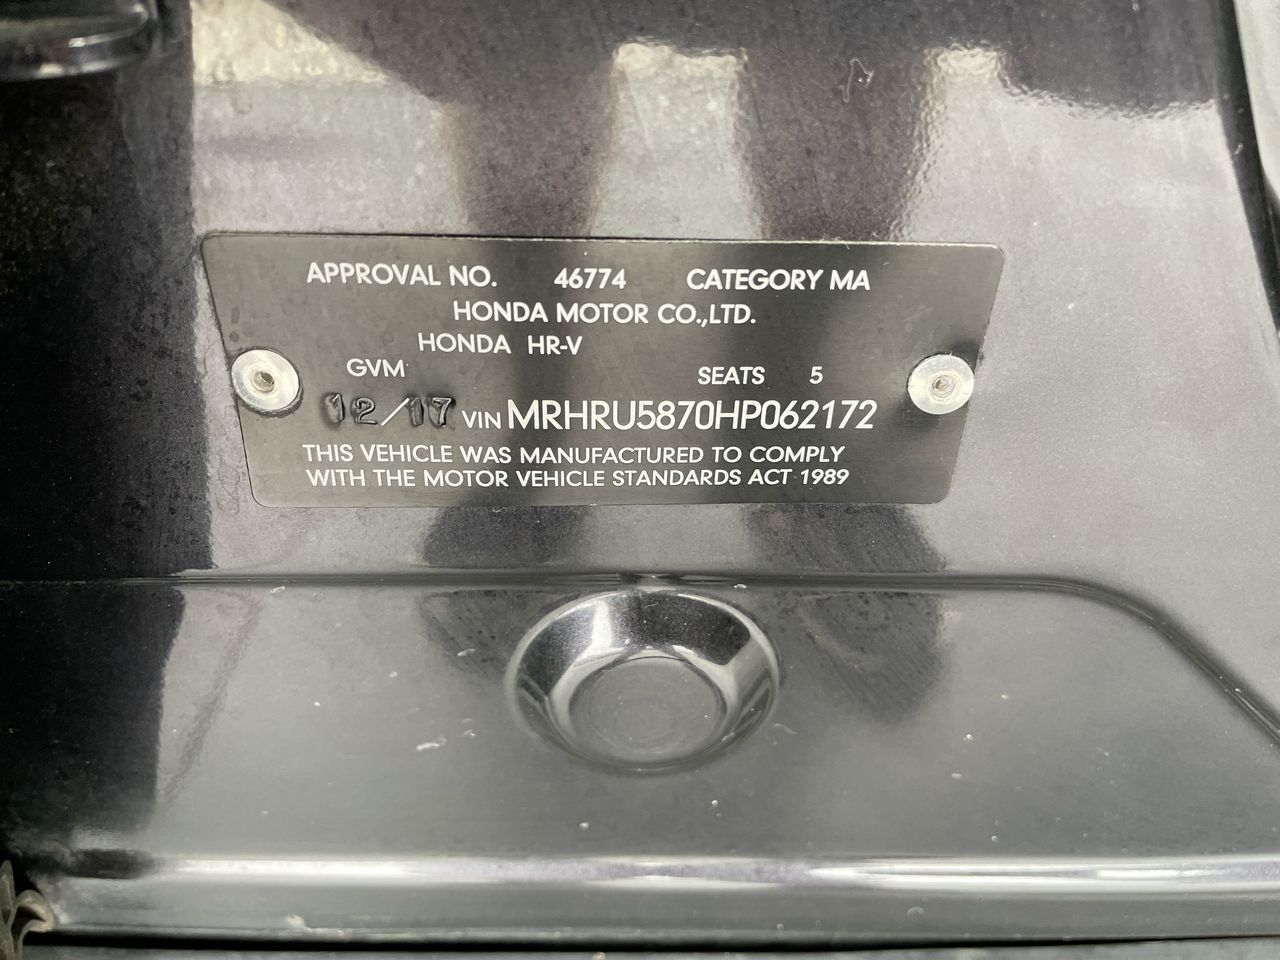 APPROVAL NO. 46774 CATEGORY MA
HONDA MOTOR CO.,LTD.
HONDA HR-V
GVM SEATS 5
12/17 VIN MRHRU5870HP062172
THIS VEHICLE WAS MANUFACTURED TO COMPLY
WITH THE MOTOR VEHICLE STANDARDS ACT 1989